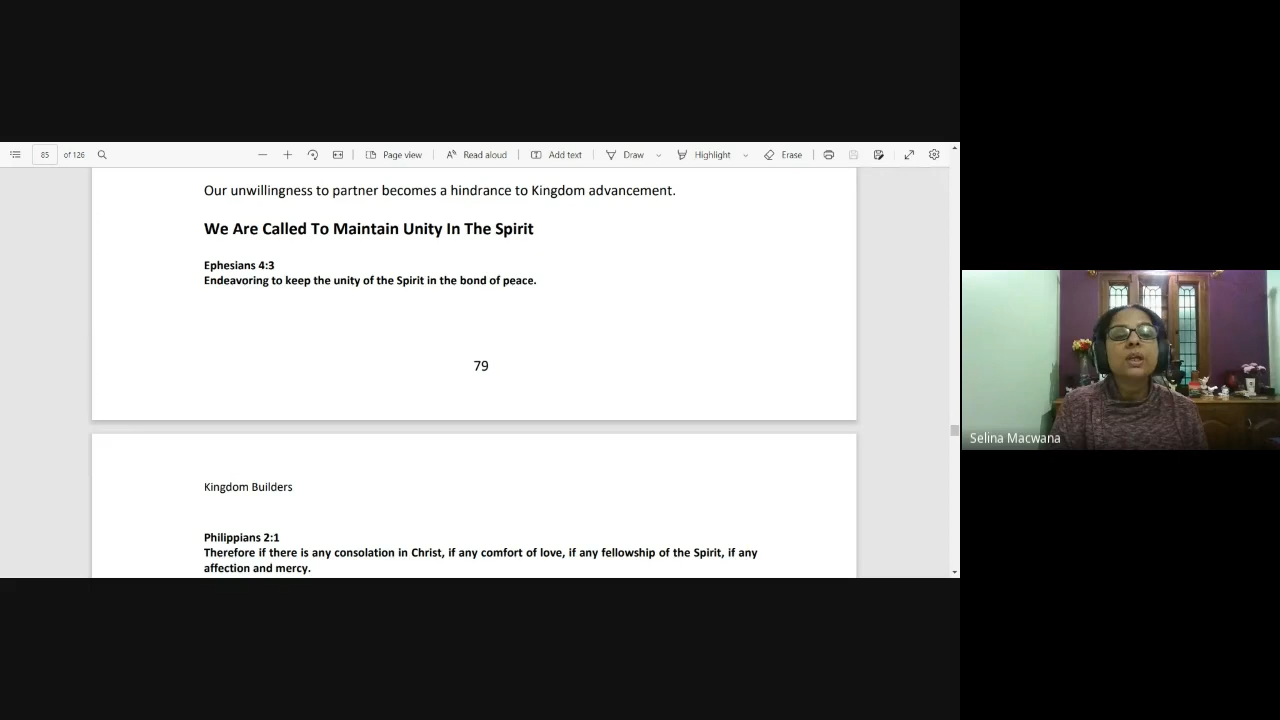 85 of 126 Page view Read aloud Add text Draw Highlight Erase
Our unwillingness to partner becomes a hindrance to Kingdom advancement.
We Are Called To Maintain Unity In The Spirit
Ephesians 4:3
Endeavoring to keep the unity of the Spirit in the bond of peace.
79
Kingdom Builders
Philippians 2:1
Therefore if there is any consolation in Christ, if any comfort of love, if any fellowship of the Spirit, if any
affection and mercy.
Selina Macwana